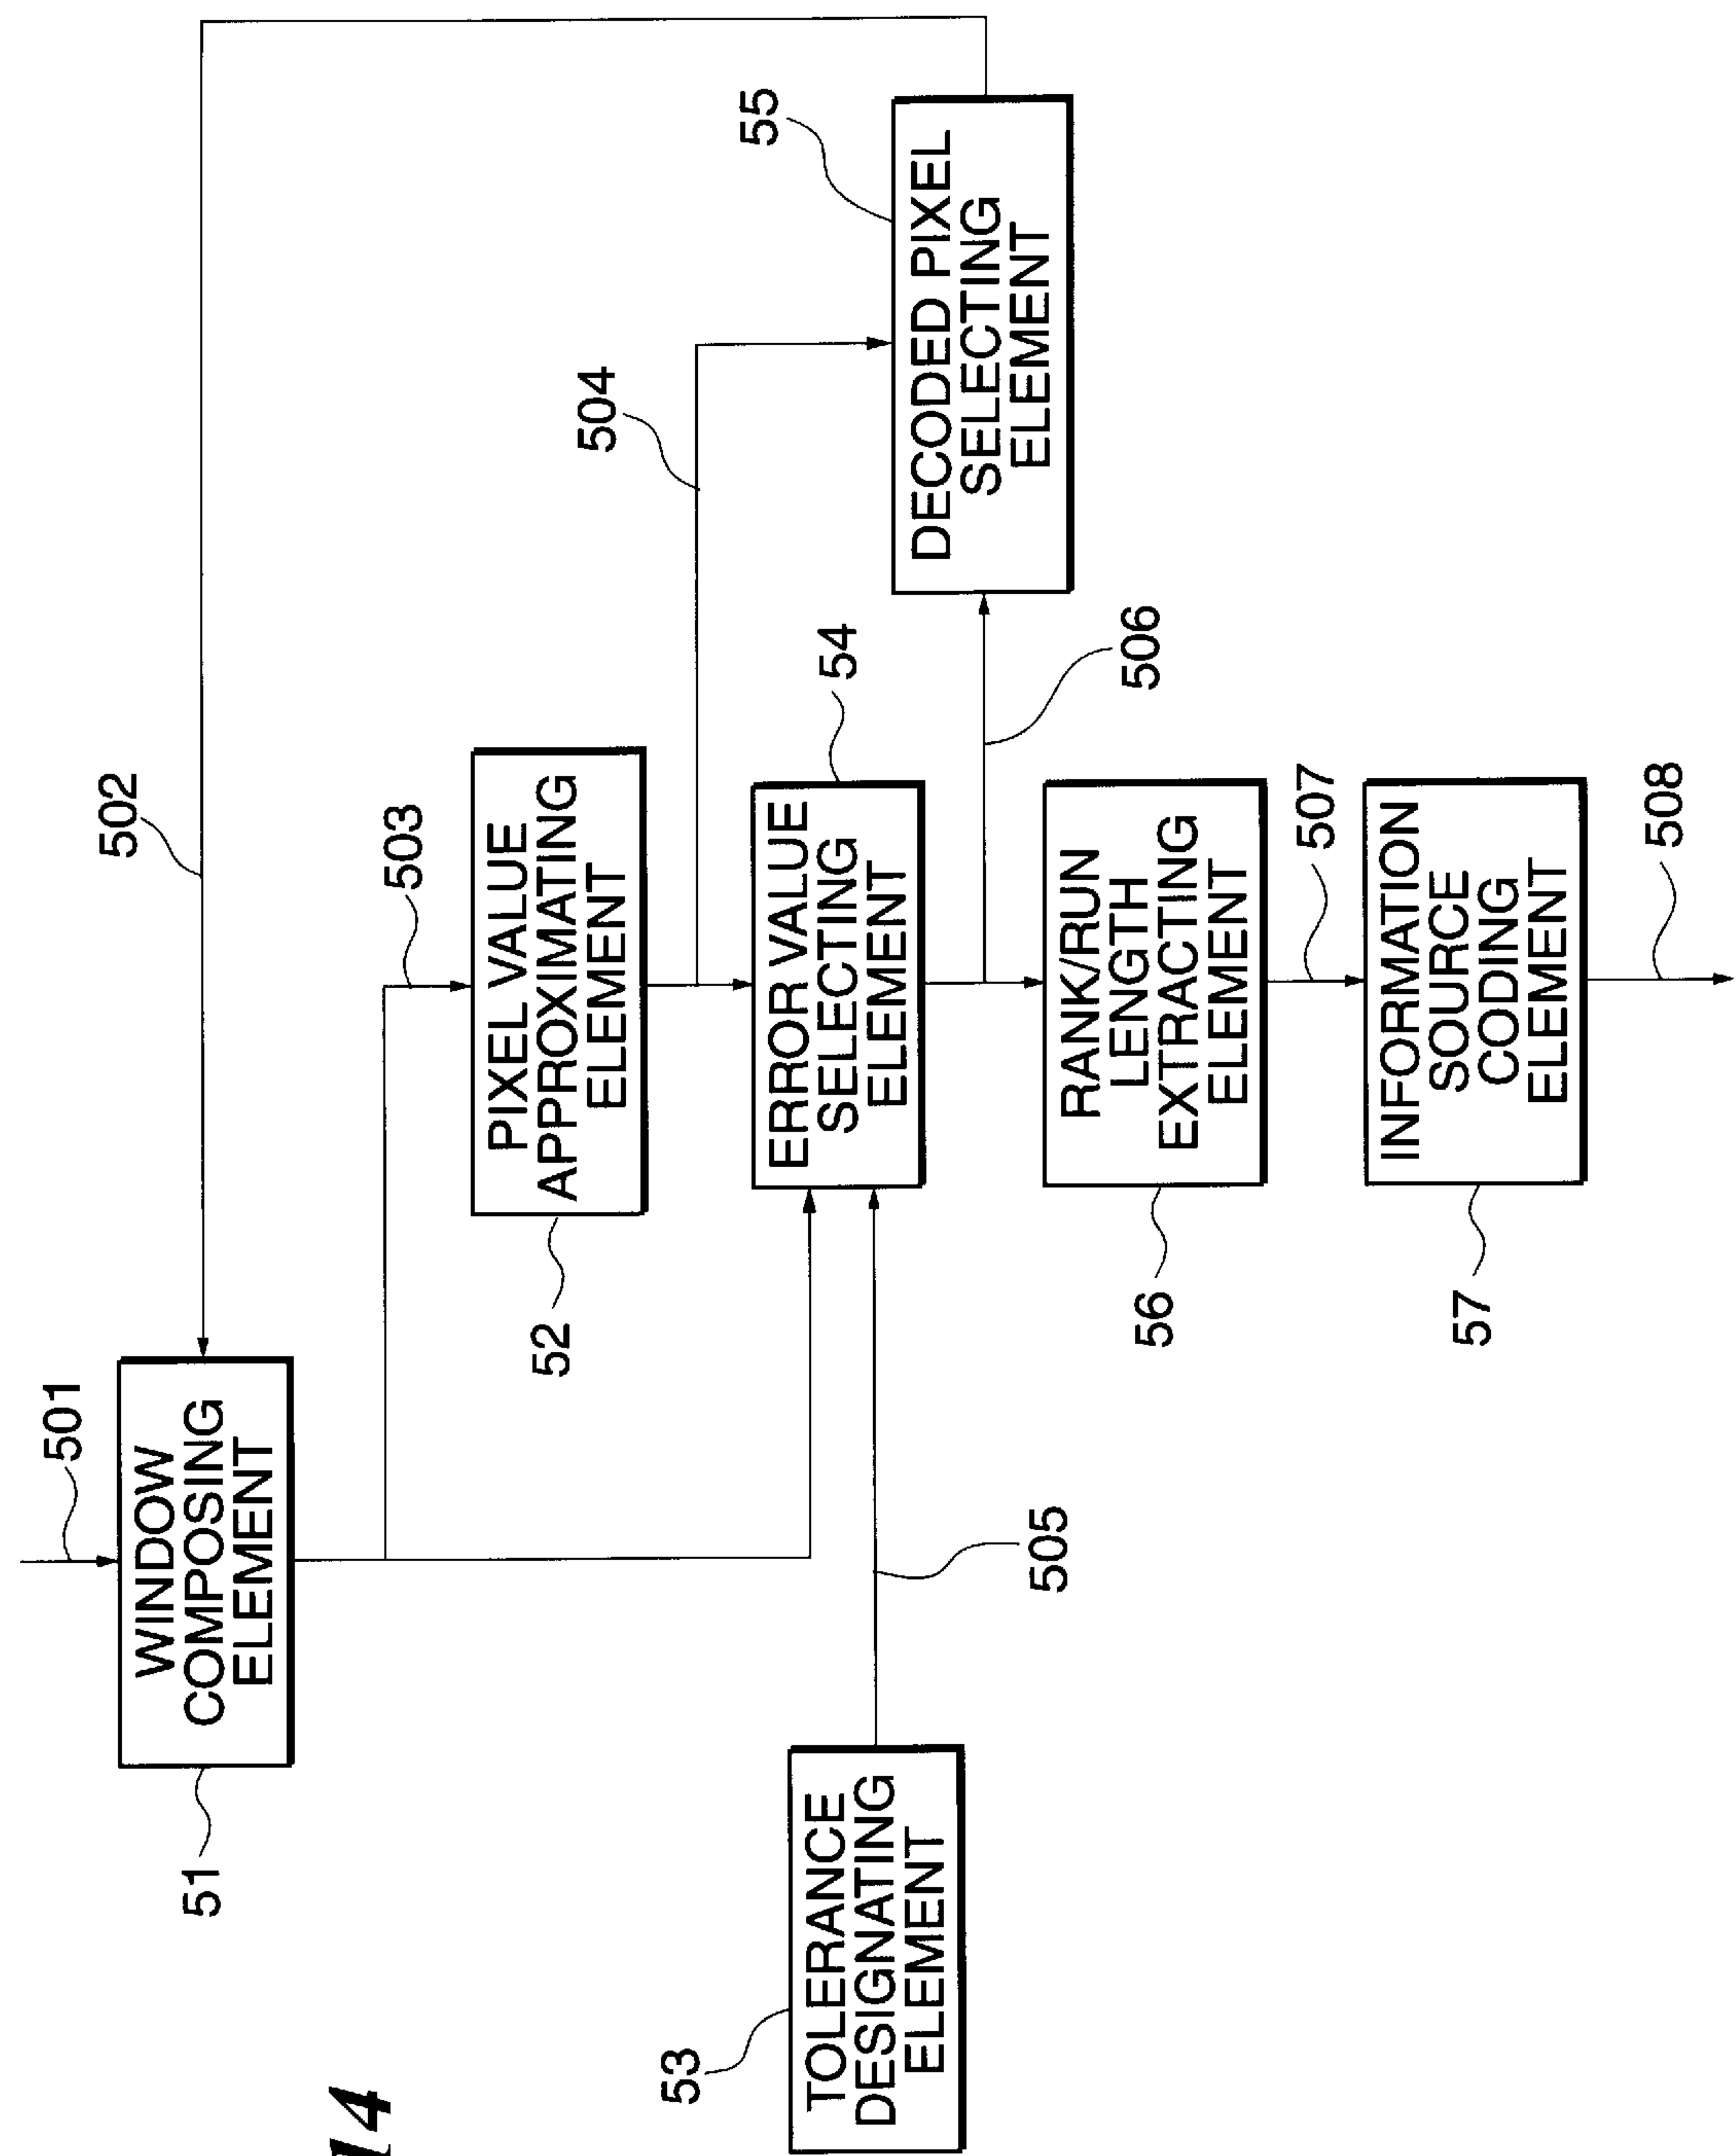 501
502
WINDOW
COMPOSING
ELEMENT
51
503
PIXEL VALUE
APPROXIMATING
ELEMENT
52
504
55
DECODED PIXEL
SELECTING
ELEMENT
53
TOLERANCE
DESIGNATING
ELEMENT
505
ERROR VALUE
SELECTING
ELEMENT
54
506
RANK/RUN
LENGTH
EXTRACTING
ELEMENT
56
507
INFORMATION
SOURCE
CODING
ELEMENT
57
508
14